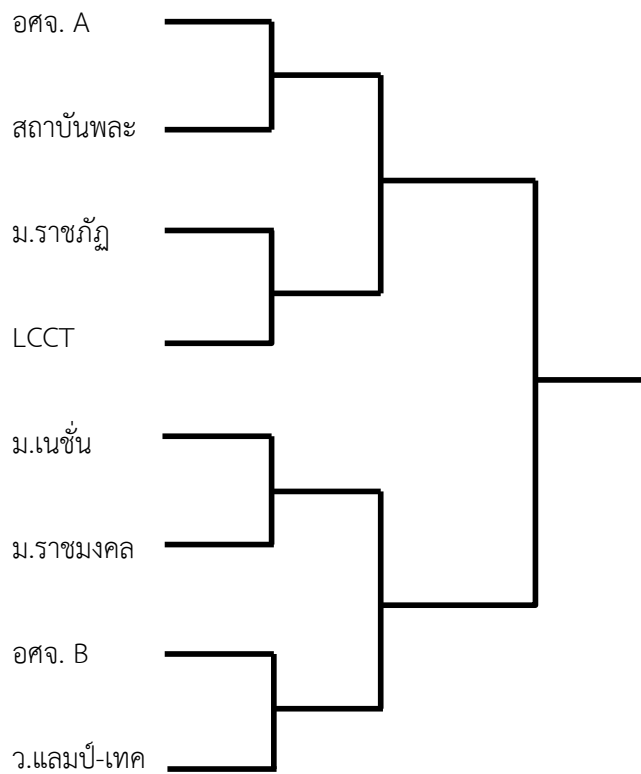 อศจ. A
สถาบันพละ
ม.ราชภัฏ
LCCT
ม.เนชั่น
ม.ราชมงคล
อศจ. B
ว.แลมป์-เทค